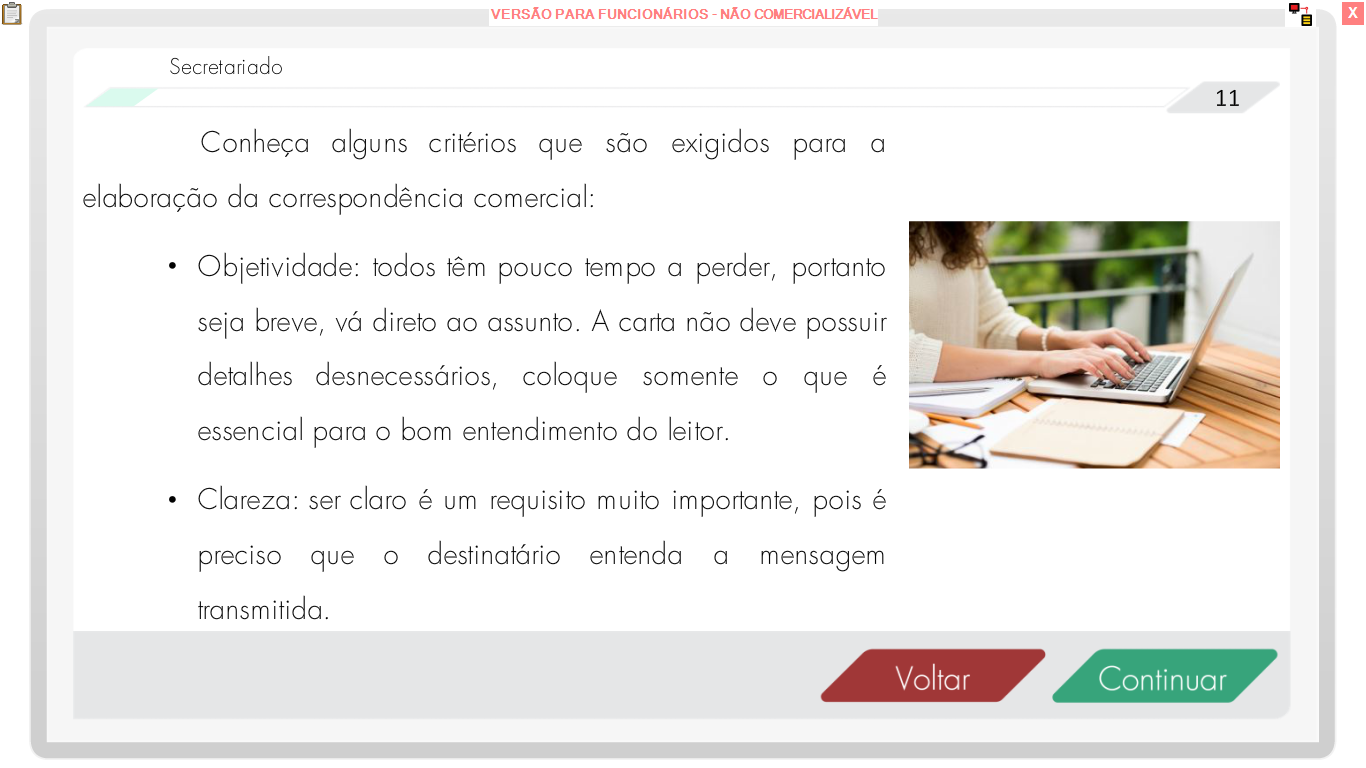 VERSÃO PARA FUNCIONÁRIOS - NÃO COMERCIALIZÁVEL
X
Secretariado
11
Conheça alguns critérios que são exigidos para a
elaboração da correspondência comercial:
• Objetividade: todos têm pouco tempo a perder, portanto
seja breve, vá direto ao assunto. A carta não deve possuir
detalhes desnecessários, coloque somente o que é
essencial para o bom entendimento do leitor.
• Clareza: ser claro é um requisito muito importante, pois é
preciso que o destinatário entenda a mensagem
transmitida.
Voltar
Continuar